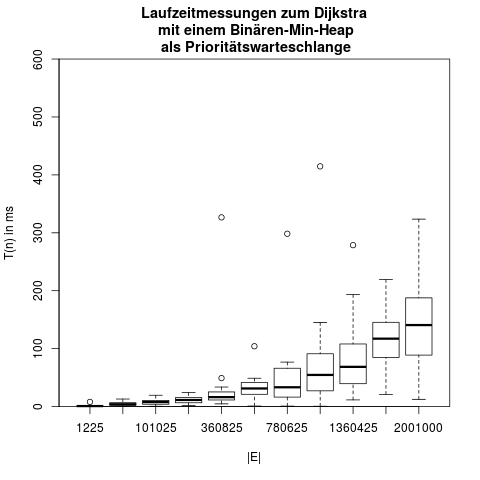 Laufzeitmessungen zum Dijkstra
mit einem Binären-Min-Heap
als Prioritätswarteschlange
600
500
400
300
200
100
0
T(n) in ms
1225 101025 360825 780625 1360425 2001000
|E|